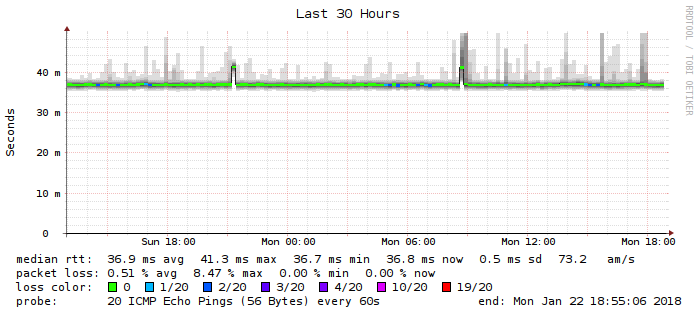 Last 30 Hours
RRDTOOL / TOBI OETIKER
Seconds
40 m
30 m
20 m
10 m
0
Sun 18:00 Mon 00:00 Mon 06:00 Mon 12:00 Mon 18:00
median rtt: 36.9 ms avg 41.3 ms max 36.7 ms min 36.8 ms now 0.5 ms sd 73.2 am/s
packet loss: 0.51 % avg 8.47 % max 0.00 % min 0.00 % now
loss color: 0 1/20 2/20 3/20 4/20 10/20 19/20
probe: 20 ICMP Echo Pings (56 Bytes) every 60s end: Mon Jan 22 18:55:06 2018